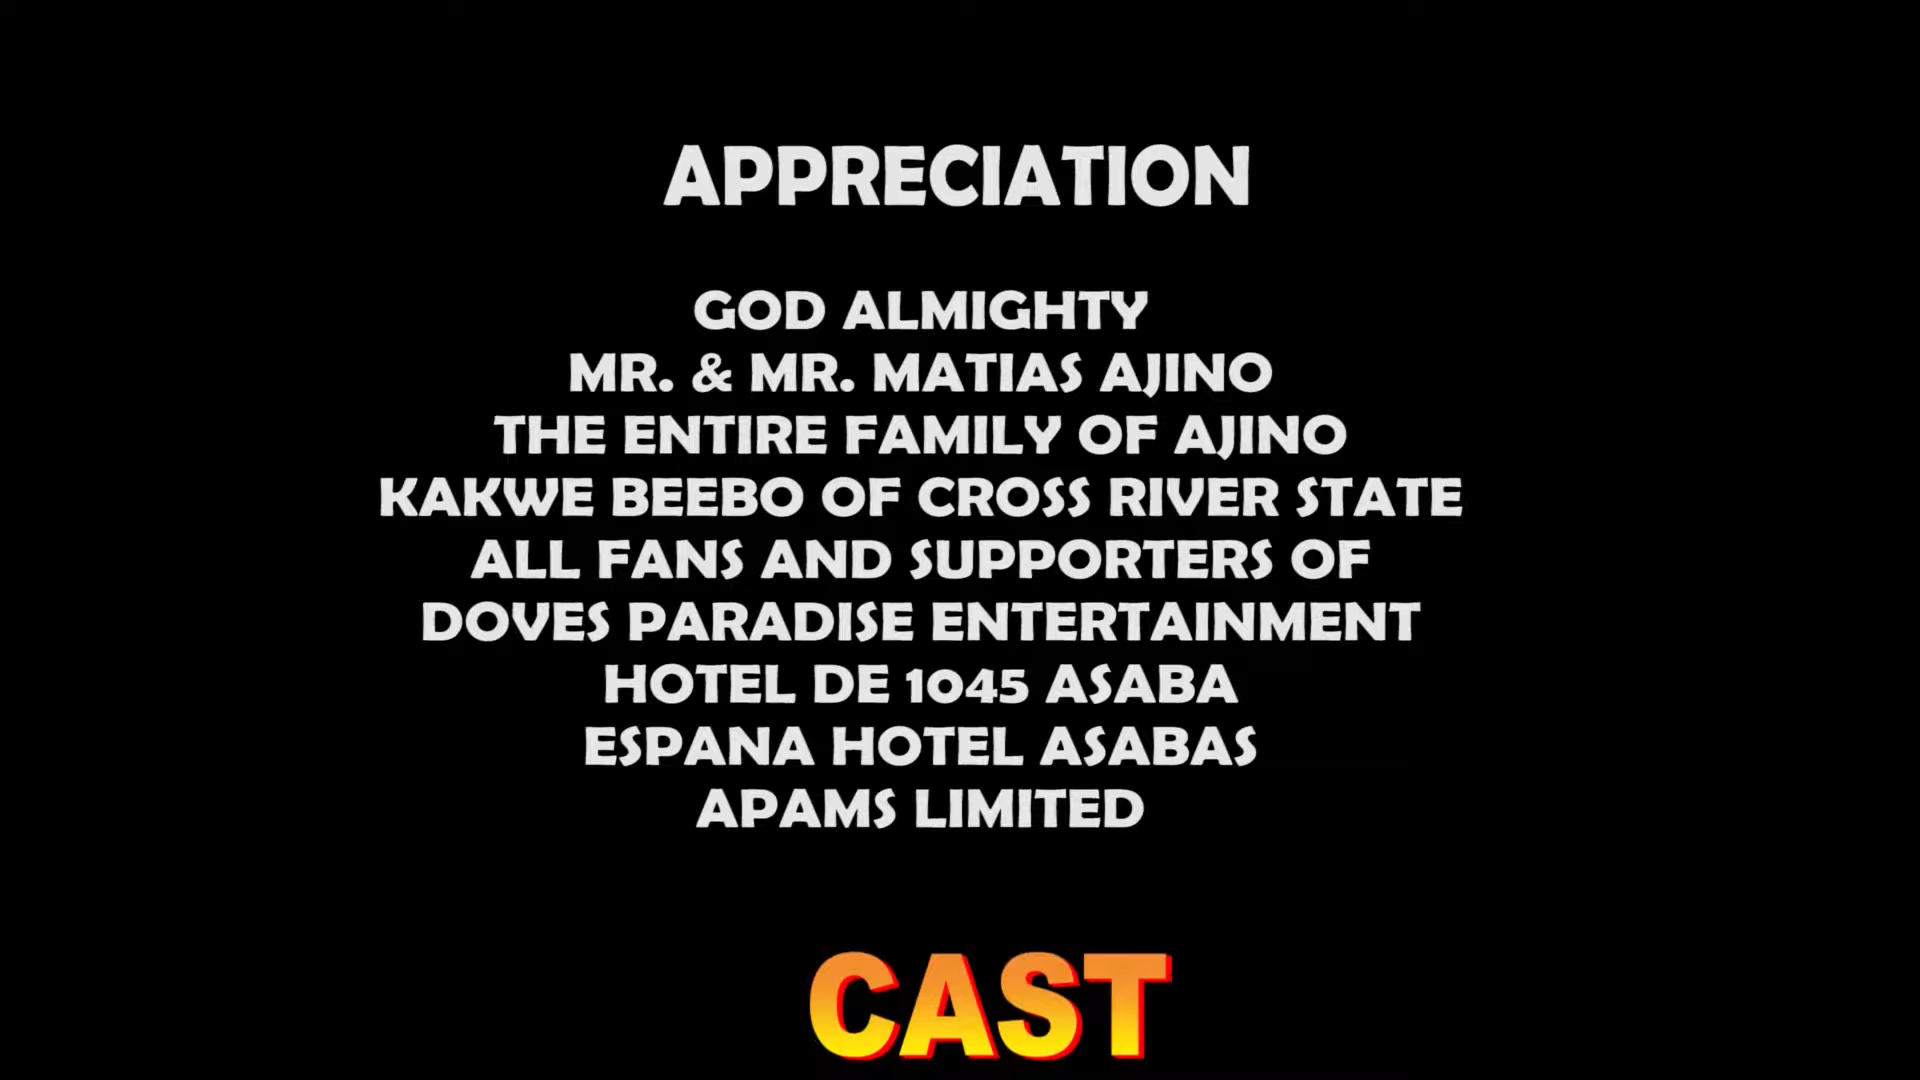 APPRECIATION
GOD ALMIGHTY
MR. & MR. MATIAS AJINO
THE ENTIRE FAMILY OF AJINO
KAKWE BEEBO OF CROSS RIVER STATE
ALL FANS AND SUPPORTERS OF
DOVES PARADISE ENTERTAINMENT
HOTEL DE 1045 ASABA
ESPANA HOTEL ASABAS
APAMS LIMITED
CAST